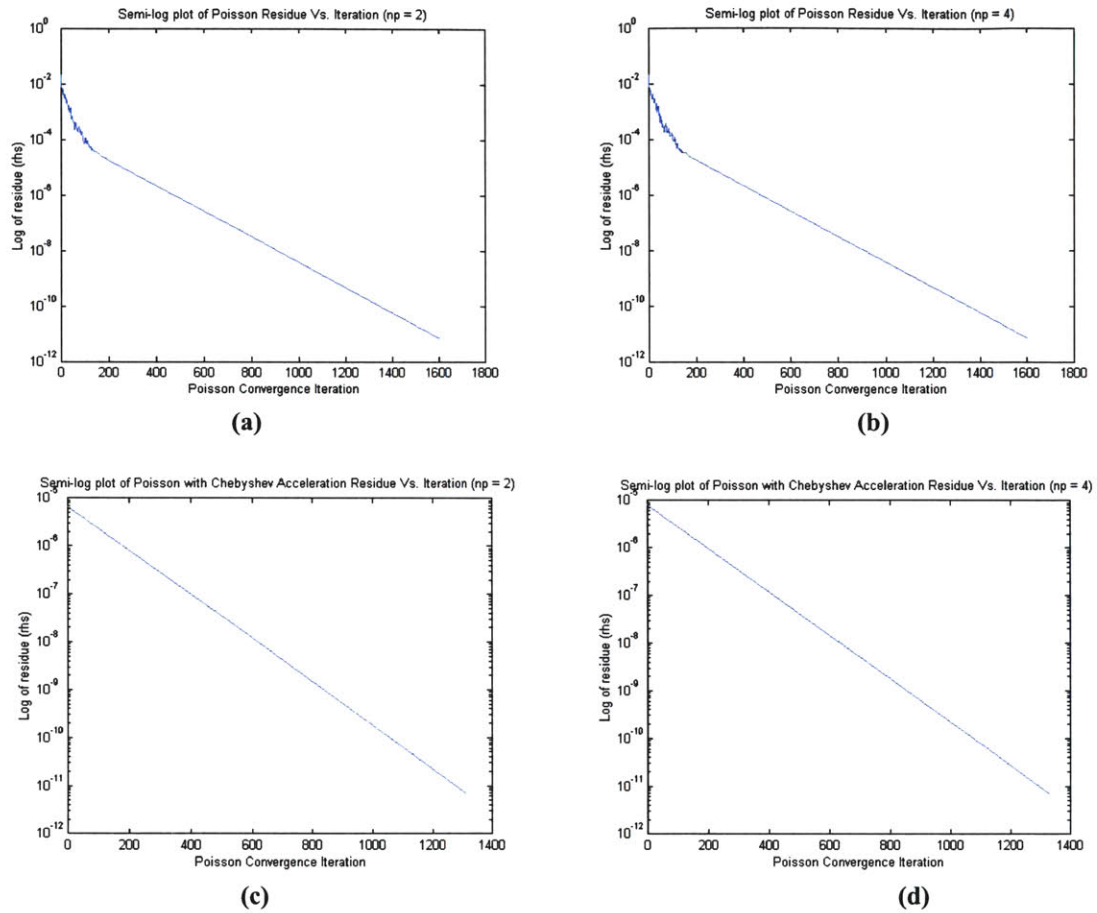 Semi-log plot of Poisson Residue Vs. Iteration (np = 2)
10^0
10^-2
10^-4
10^-6
10^-8
10^-10
10^-12
Log of residue (rhs)
0 200 400 600 800 1000 1200 1400 1600 1800
Poisson Convergence Iteration
(a)
Semi-log plot of Poisson Residue Vs. Iteration (np = 4)
10^0
10^-2
10^-4
10^-6
10^-8
10^-10
10^-12
Log of residue (rhs)
0 200 400 600 800 1000 1200 1400 1600 1800
Poisson Convergence Iteration
(b)
Semi-log plot of Poisson with Chebyshev Acceleration Residue Vs. Iteration (np = 2)
10^-5
10^-6
10^-7
10^-8
10^-9
10^-10
10^-11
10^-12
Log of residue (rhs)
0 200 400 600 800 1000 1200 1400
Poisson Convergence Iteration
(c)
Semi-log plot of Poisson with Chebyshev Acceleration Residue Vs. Iteration (np = 4)
10^-5
10^-6
10^-7
10^-8
10^-9
10^-10
10^-11
10^-12
Log of residue (rhs)
0 200 400 600 800 1000 1200 1400
Poisson Convergence Iteration
(d)